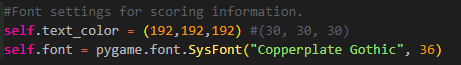 #Font settings for scoring information.
self.text_color = (192,192,192) #(30, 30, 30)
self.font = pygame.font.SysFont("Copperplate Gothic", 36)